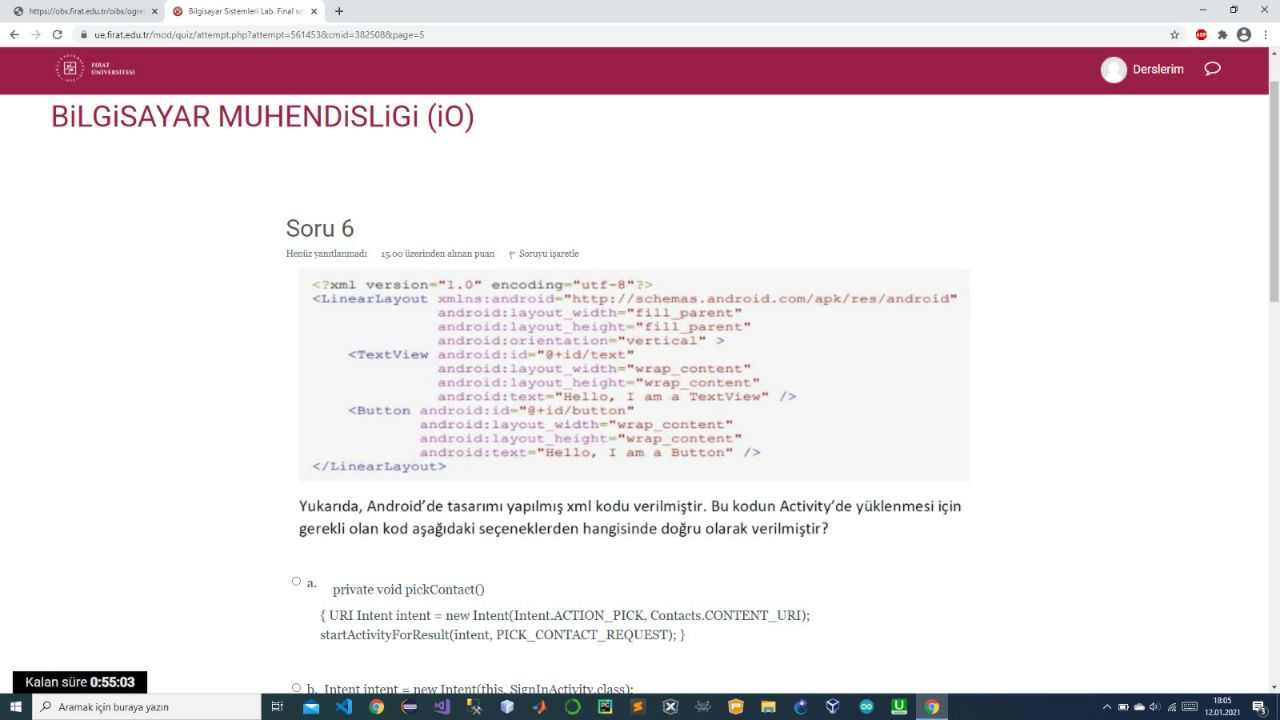 https://obs.firat.edu.tr/oibs/ogre
Bilgisayar Sistemleri Lab. Final
ue.firat.edu.tr/mod/quiz/attempt.php?attempt=561453&cmid=382508&page=5
ABP
FIRAT
ÜNİVERSİTESİ
Derslerim
BiLGiSAYAR MUHENDiSLiGi (iO)
Soru 6
Henüz yanıtlanmadı 15.00 üzerinden alınan puan Soruyu işaretle
<?xml version="1.0" encoding="utf-8"?>
<LinearLayout xmlns:android="http://schemas.android.com/apk/res/android"
android:layout_width="fill_parent"
android:layout_height="fill_parent"
android:orientation="vertical" >
<TextView android:id="@+id/text"
android:layout_width="wrap_content"
android:layout_height="wrap_content"
android:text="Hello, I am a TextView" />
<Button android:id="@+id/button"
android:layout_width="wrap_content"
android:layout_height="wrap_content"
android:text="Hello, I am a Button" />
</LinearLayout>
Yukarıda, Android’de tasarımı yapılmış xml kodu verilmiştir. Bu kodun Activity’de yüklenmesi için
gerekli olan kod aşağıdaki seçeneklerden hangisinde doğru olarak verilmiştir?
a. private void pickContact()
{ URI Intent intent = new Intent(Intent.ACTION_PICK, Contacts.CONTENT_URI);
startActivityForResult(intent, PICK_CONTACT_REQUEST); }
b. Intent intent = new Intent(this, SignInActivity.class);
Kalan süre 0:55:03
Aramak için buraya yazın
18:05
12.01.2021